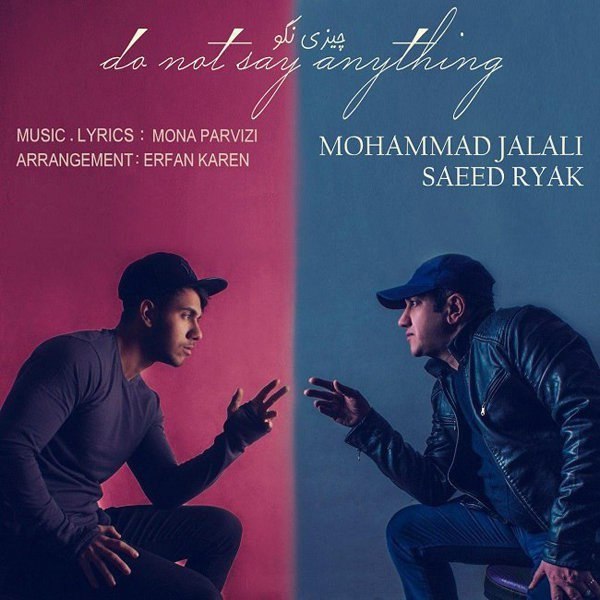 چیزی نگو
do not say anything
MUSIC . LYRICS : MONA PARVIZI
ARRANGEMENT: ERFAN KAREN
MOHAMMAD JALALI
SAEED RYAK